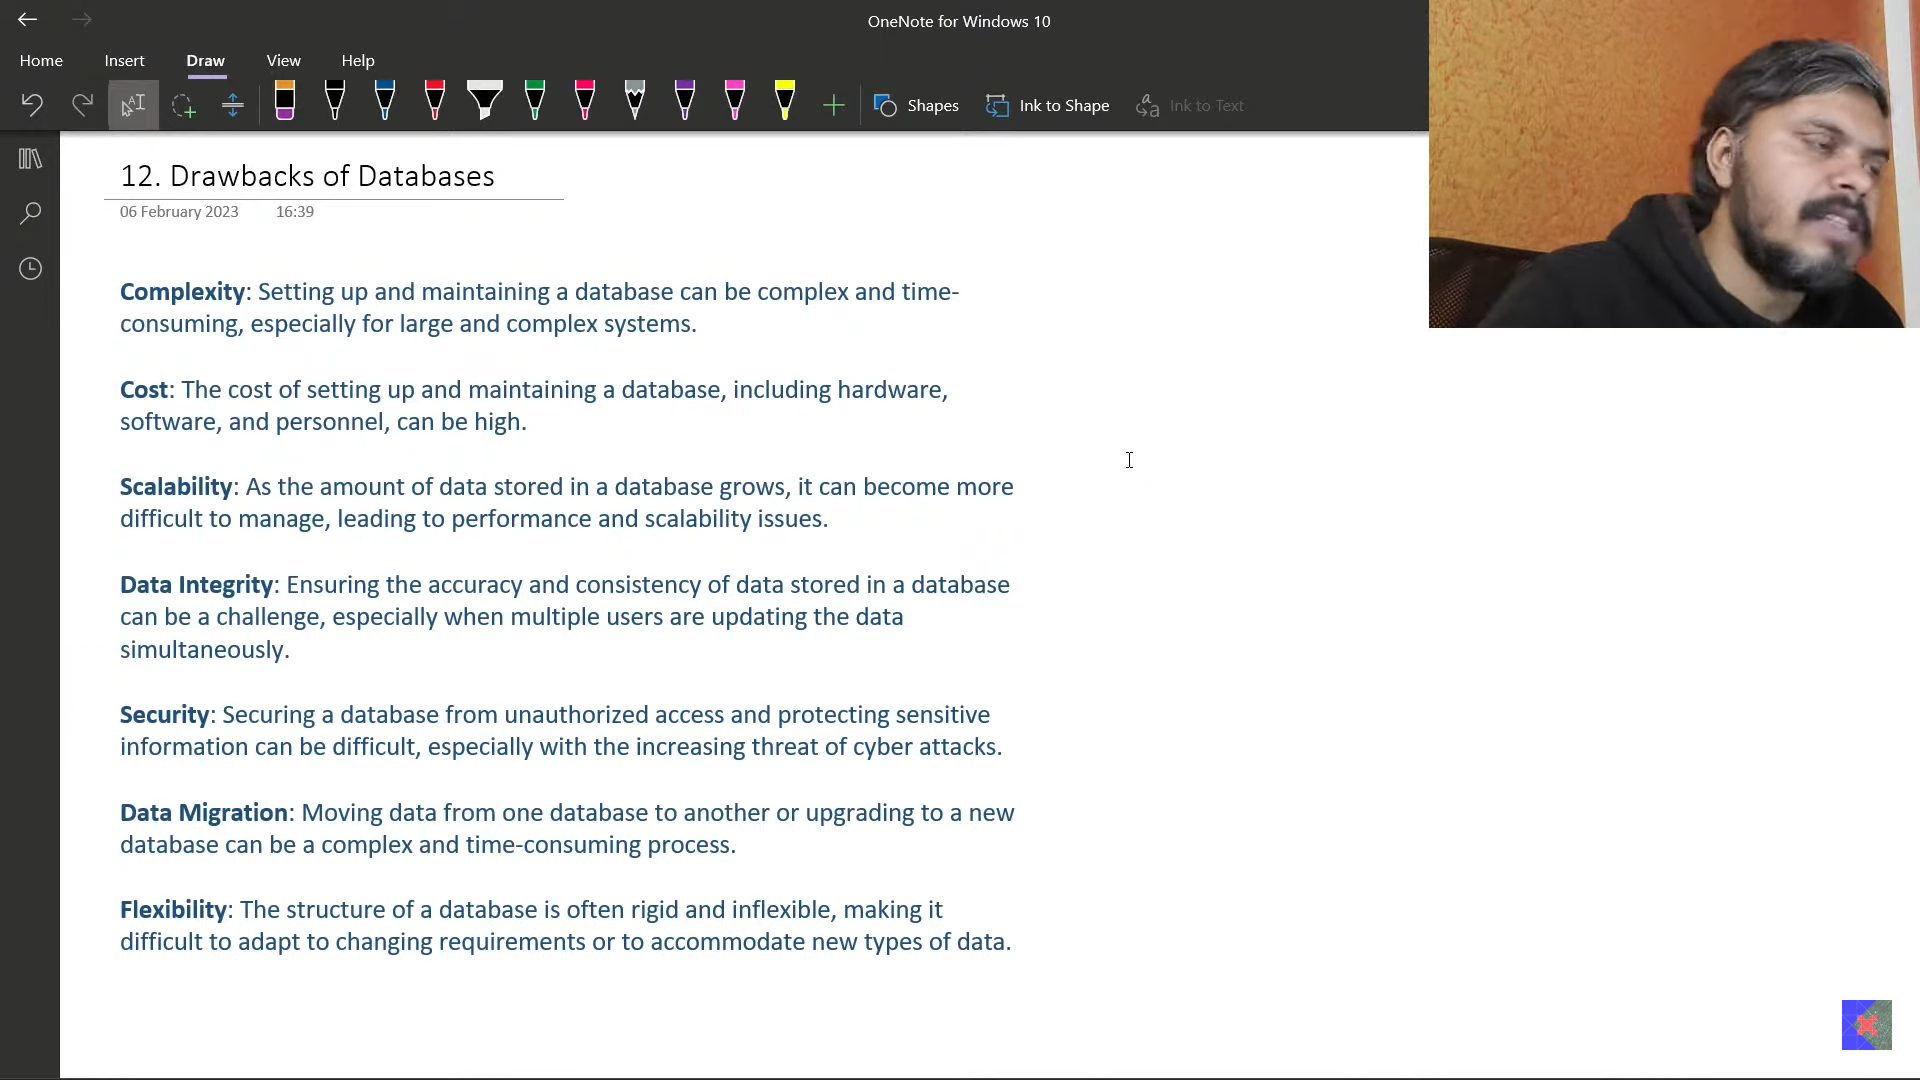 OneNote for Windows 10
Home Insert Draw View Help
Shapes Ink to Shape Ink to Text
12. Drawbacks of Databases
06 February 2023 16:39
Complexity: Setting up and maintaining a database can be complex and time-
consuming, especially for large and complex systems.
Cost: The cost of setting up and maintaining a database, including hardware,
software, and personnel, can be high.
Scalability: As the amount of data stored in a database grows, it can become more
difficult to manage, leading to performance and scalability issues.
Data Integrity: Ensuring the accuracy and consistency of data stored in a database
can be a challenge, especially when multiple users are updating the data
simultaneously.
Security: Securing a database from unauthorized access and protecting sensitive
information can be difficult, especially with the increasing threat of cyber attacks.
Data Migration: Moving data from one database to another or upgrading to a new
database can be a complex and time-consuming process.
Flexibility: The structure of a database is often rigid and inflexible, making it
difficult to adapt to changing requirements or to accommodate new types of data.